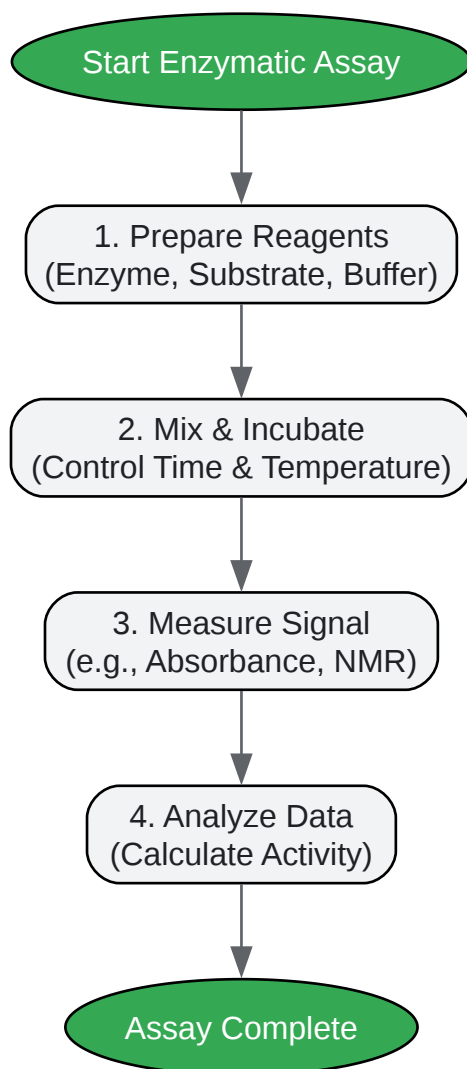 Start Enzymatic Assay
1. Prepare Reagents
(Enzyme, Substrate, Buffer)
2. Mix & Incubate
(Control Time & Temperature)
3. Measure Signal
(e.g., Absorbance, NMR)
4. Analyze Data
(Calculate Activity)
Assay Complete